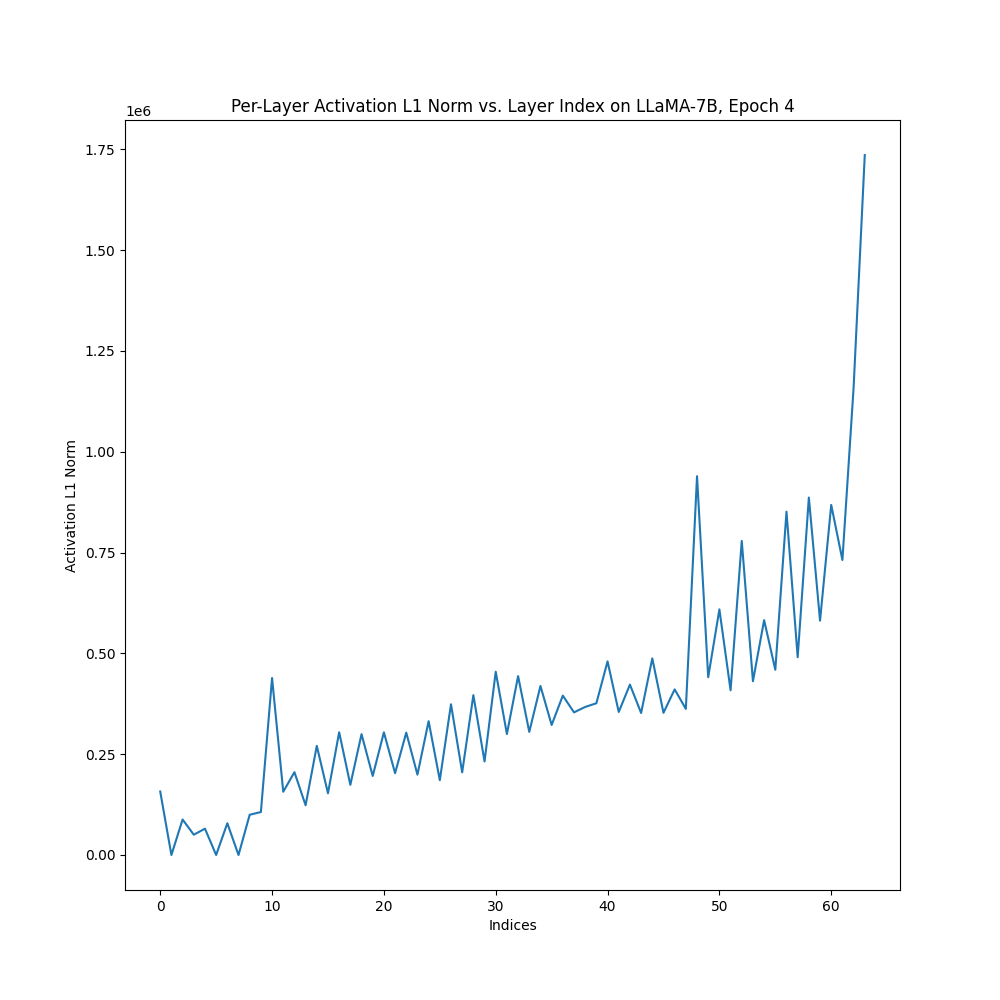 Per-Layer Activation L1 Norm vs. Layer Index on LLaMA-7B, Epoch 4
1e6
1.75
1.50
1.25
1.00
0.75
0.50
0.25
0.00
Activation L1 Norm
0 10 20 30 40 50 60
Indices